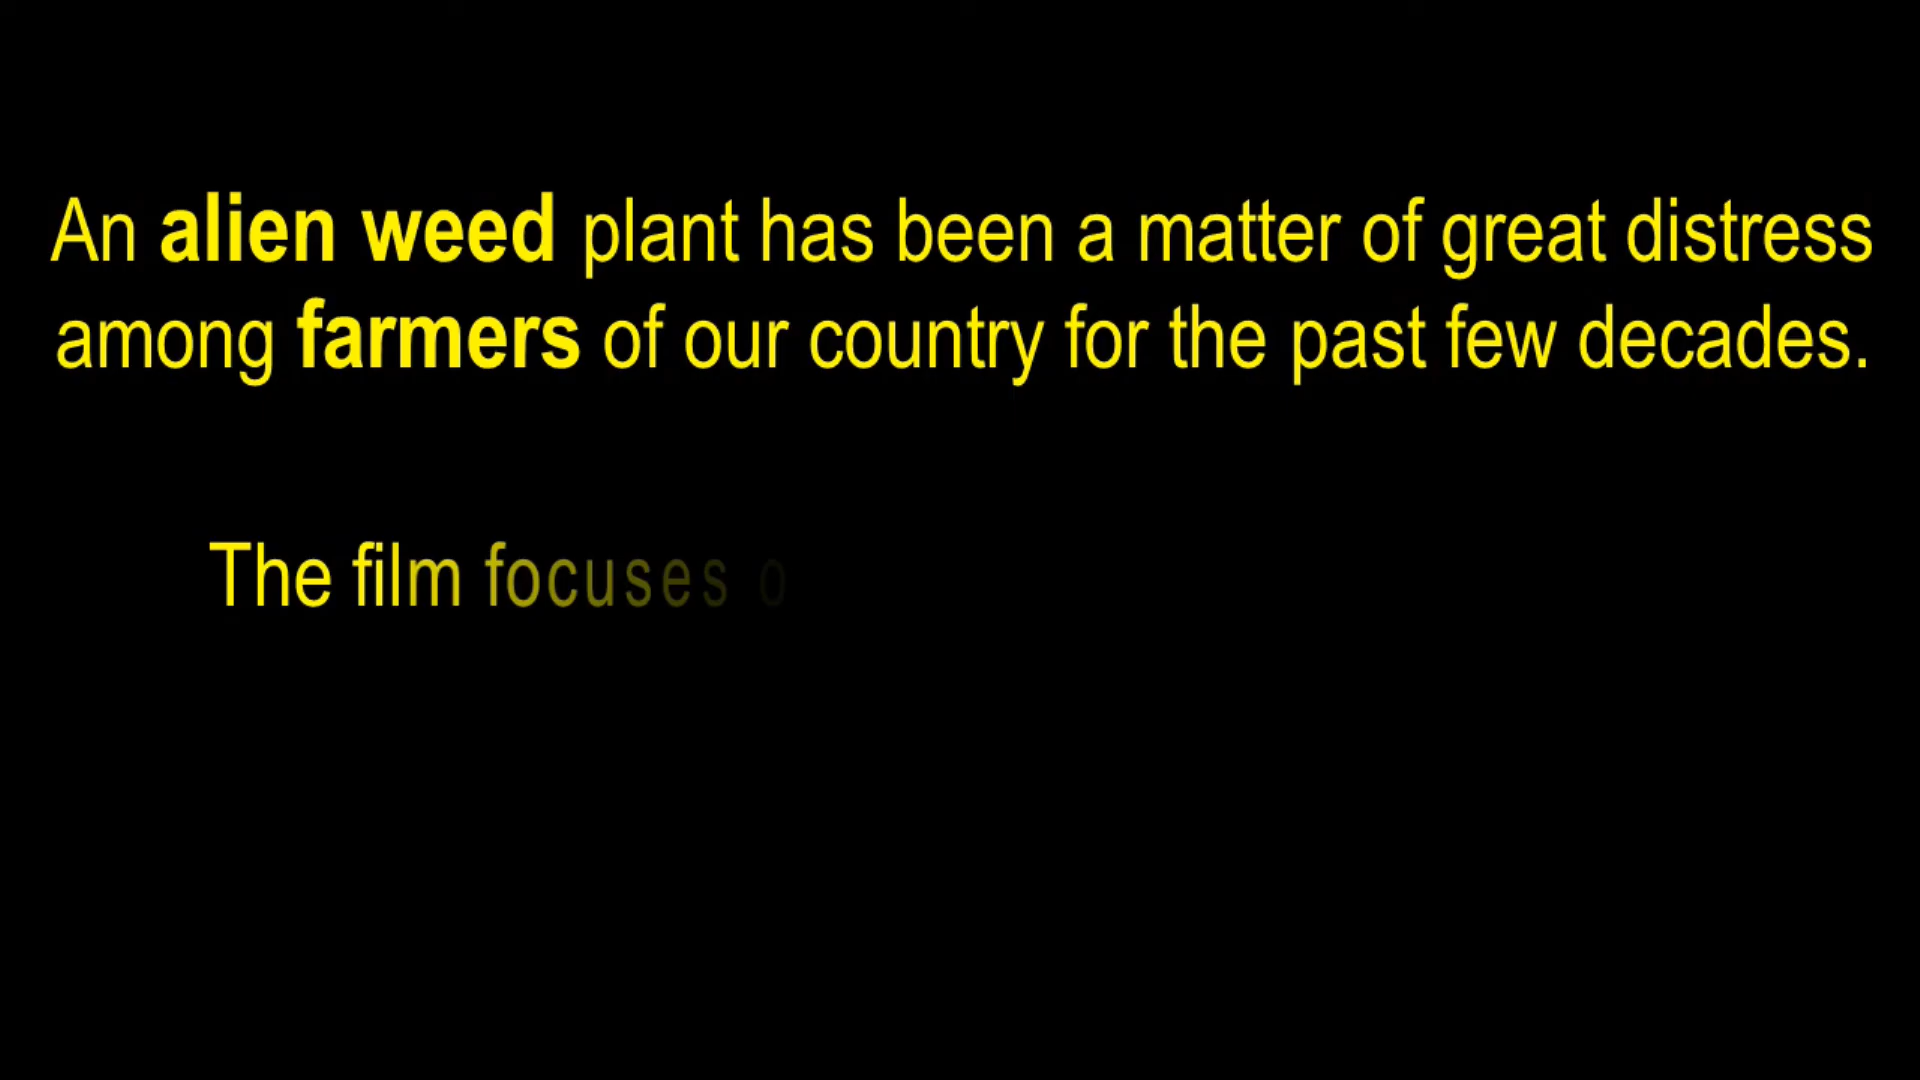 An alien weed plant has been a matter of great distress
among farmers of our country for the past few decades.
The film focuses o